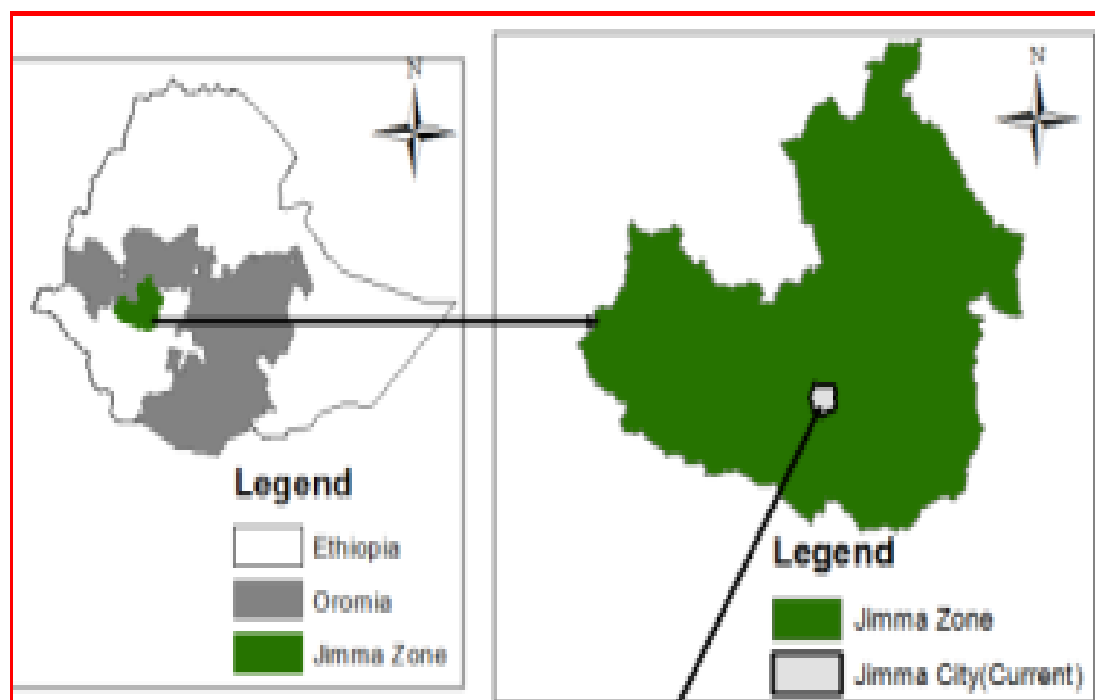 N
Legend
Ethiopia
Oromia
Jimma Zone
N
Legend
Jimma Zone
Jimma City(Current)